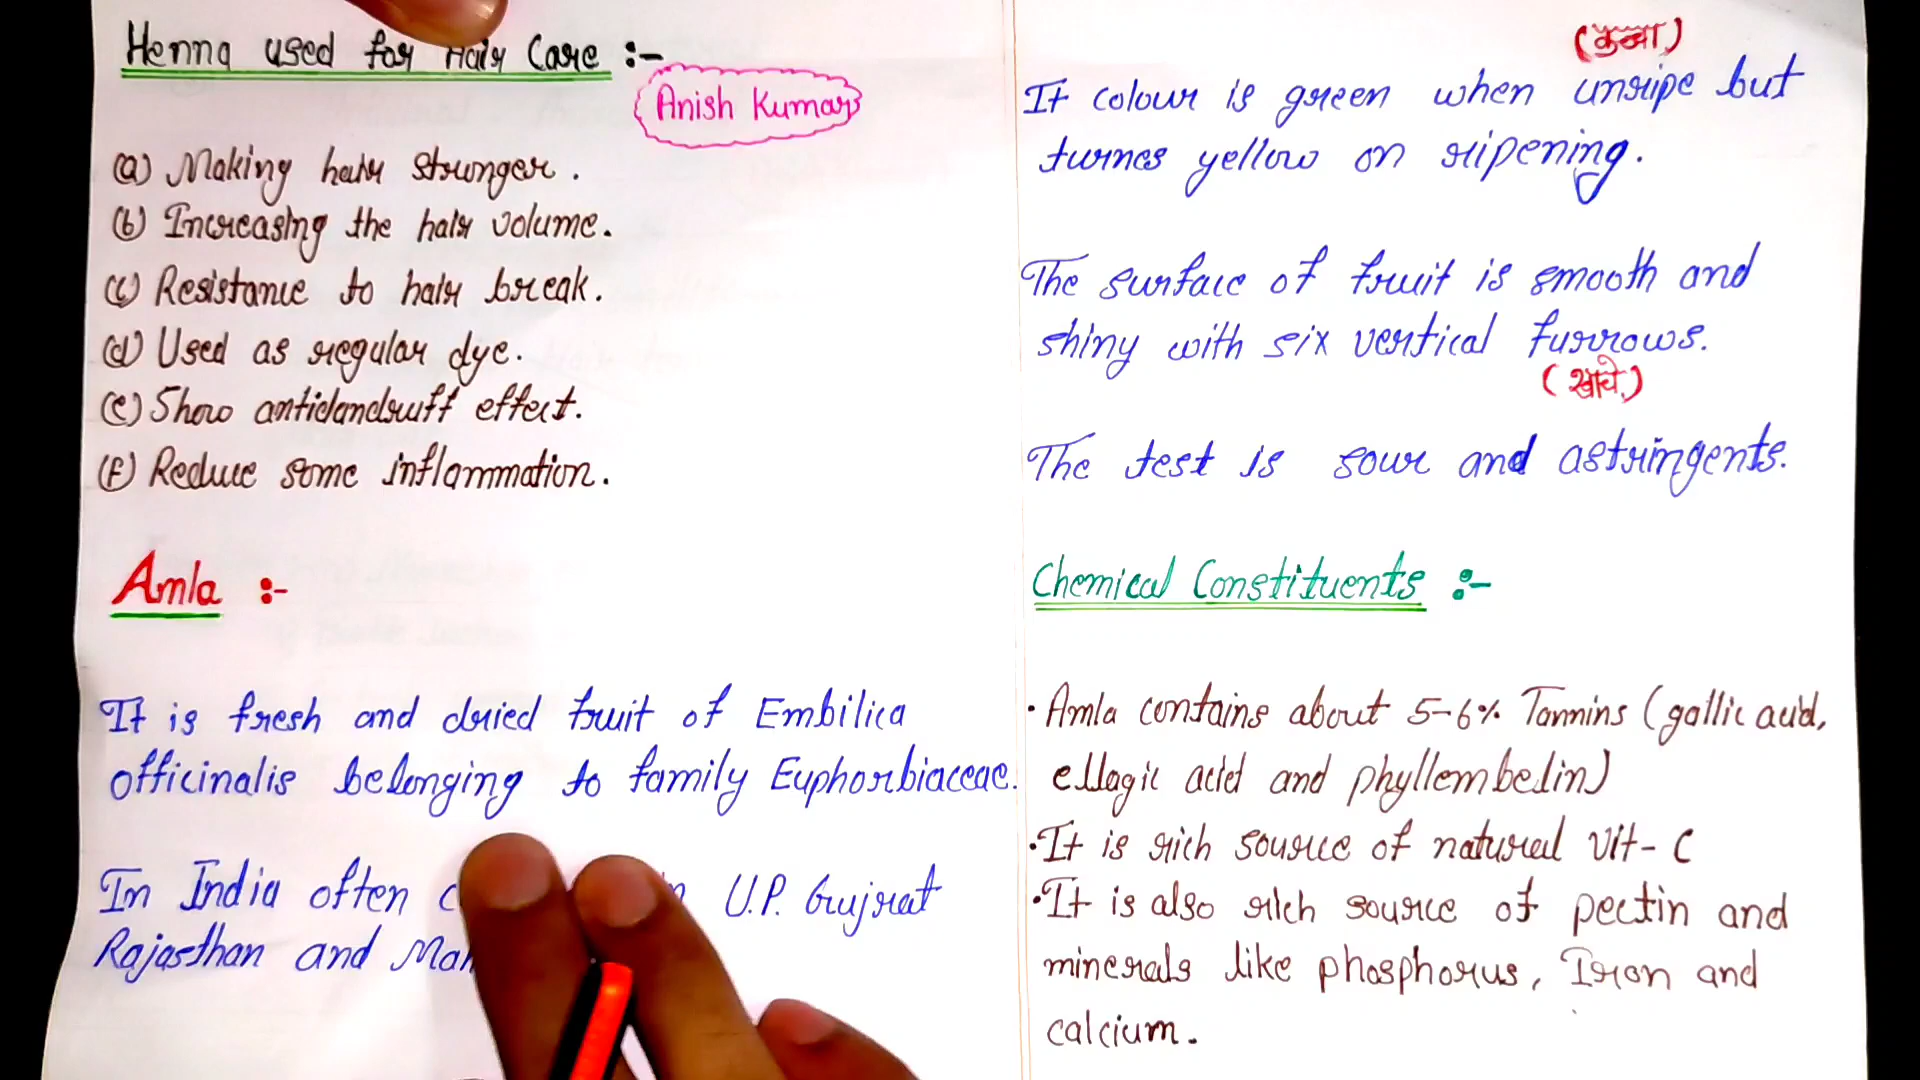 Henna used for Hair Care :-
Anish Kumar
(a) Making hair stronger.
(b) Increasing the hair volume.
(c) Resistance to hair break.
(d) Used as regular dye.
(e) Show antidandruff effect.
(f) Reduce some inflammation.
Amla :-
It is fresh and dried fruit of Embilica
officinalis belonging to family Euphorbiaceae.
In India often U.P. Gujrat
Rajasthan and
(कच्चा)
It colour is green when unripe but
turnes yellow on ripening.
The surface of fruit is smooth and
shiny with six vertical furrows.
(खांचे)
The test is sour and astringents.
Chemical Constituents :-
• Amla contains about 5-6% Tannins (gallic acid,
ellagic acid and phyllembelin)
• It is rich source of natural Vit-C
• It is also rich source of pectin and
minerals like phosphorus, Iron and
calcium.